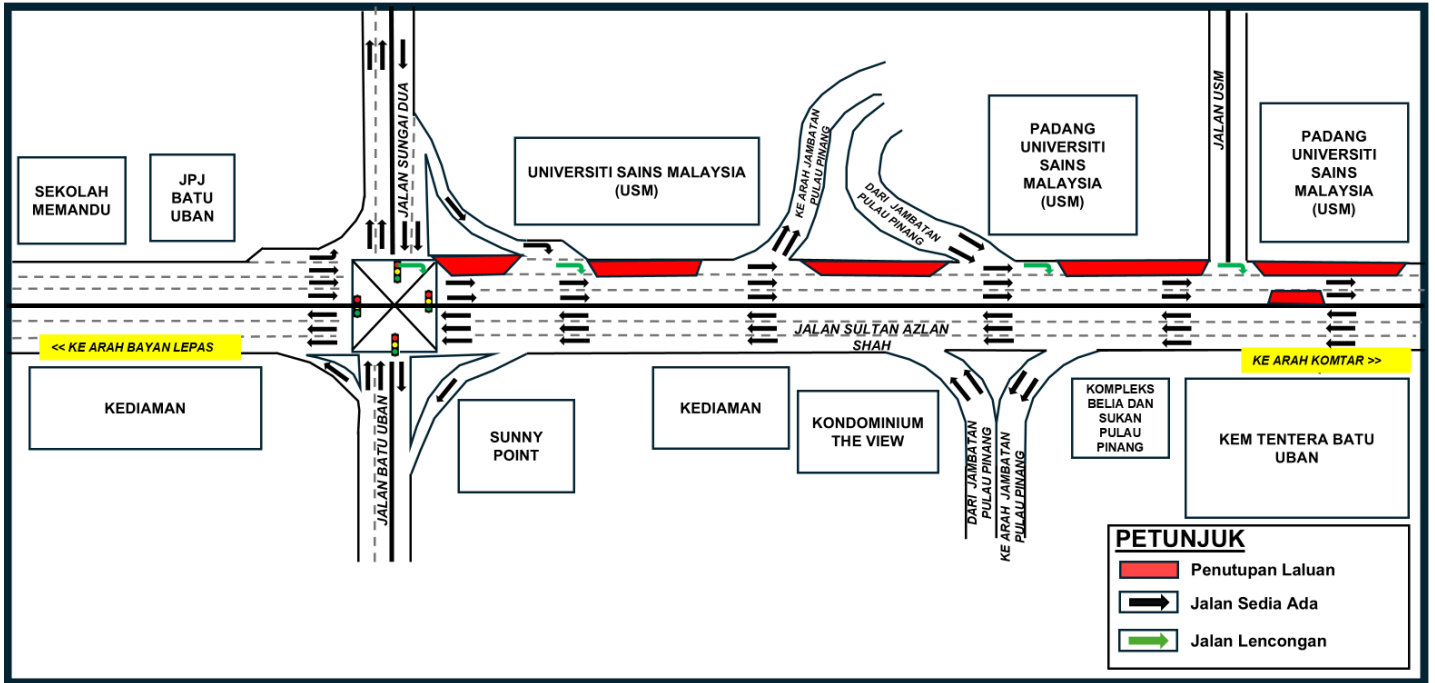 JALAN SUNGAI DUA
SEKOLAH
MEMANDU
JPJ
BATU
UBAN
UNIVERSITI SAINS MALAYSIA
(USM)
KE ARAH JAMBATAN
PULAU PINANG
DARI JAMBATAN
PULAU PINANG
PADANG
UNIVERSITI
SAINS
MALAYSIA
(USM)
JALAN USM
PADANG
UNIVERSITI
SAINS
MALAYSIA
(USM)
JALAN SULTAN AZLAN
SHAH
<< KE ARAH BAYAN LEPAS
KE ARAH KOMTAR >>
KEDIAMAN
JALAN BATU UBAN
SUNNY
POINT
KEDIAMAN
KONDOMINIUM
THE VIEW
DARI JAMBATAN
PULAU PINANG
KE ARAH JAMBATAN
PULAU PINANG
KOMPLEKS
BELIA DAN
SUKAN
PULAU
PINANG
KEM TENTERA BATU
UBAN
PETUNJUK
Penutupan Laluan
Jalan Sedia Ada
Jalan Lencongan